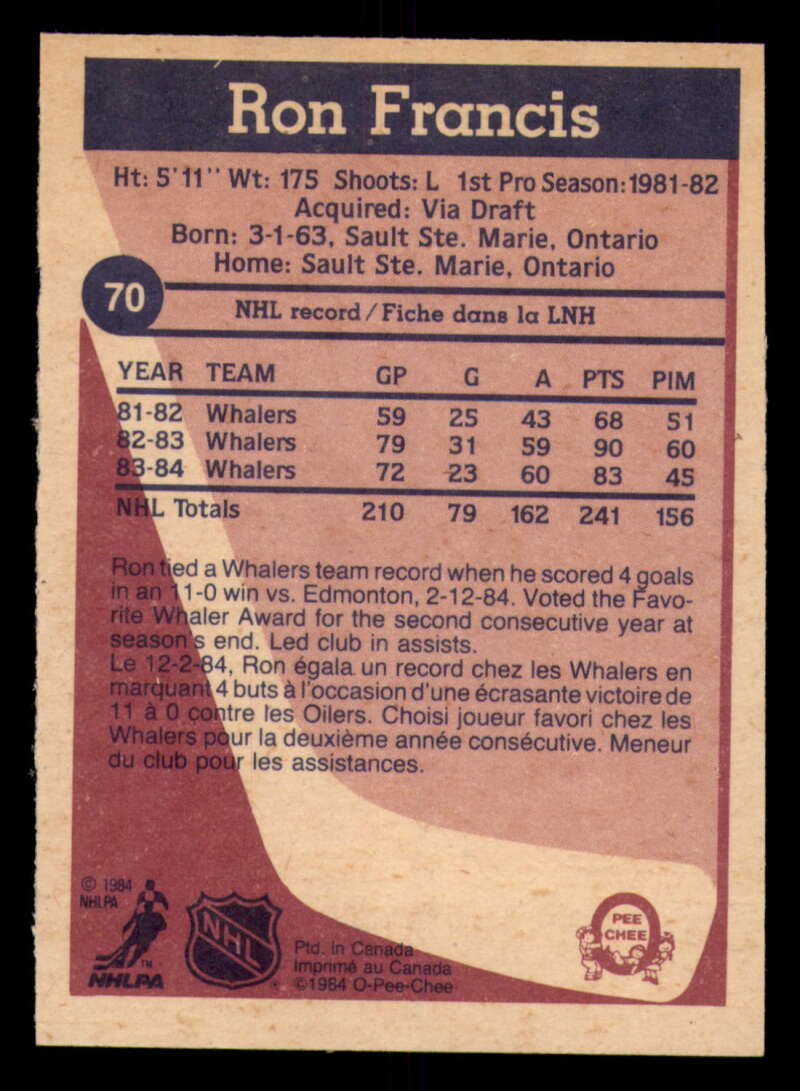 Ron Francis
Ht: 5'11" Wt: 175 Shoots: L 1st Pro Season: 1981-82
Acquired: Via Draft
Born: 3-1-63, Sault Ste. Marie, Ontario
Home: Sault Ste. Marie, Ontario
70
NHL record/Fiche dans la LNH
YEAR TEAM GP G A PTS PIM
81-82 Whalers 59 25 43 68 51
82-83 Whalers 79 31 59 90 60
83-84 Whalers 72 23 60 83 45
NHL Totals 210 79 162 241 156
Ron tied a Whalers team record when he scored 4 goals
in an 11-0 win vs. Edmonton, 2-12-84. Voted the Favo-
rite Whaler Award for the second consecutive year at
season's end. Led club in assists.
Le 12-2-84, Ron égala un record chez les Whalers en
marquant 4 buts à l'occasion d'une écrasante victoire de
11 à 0 contre les Oilers. Choisi joueur favori chez les
Whalers pour la deuxième année consécutive. Meneur
du club pour les assistances.
© 1984
NHLPA
TM
NHLPA
NHL
Ptd. in Canada
Imprimé au Canada
©1984 O-Pee-Chee
PEE
CHEE